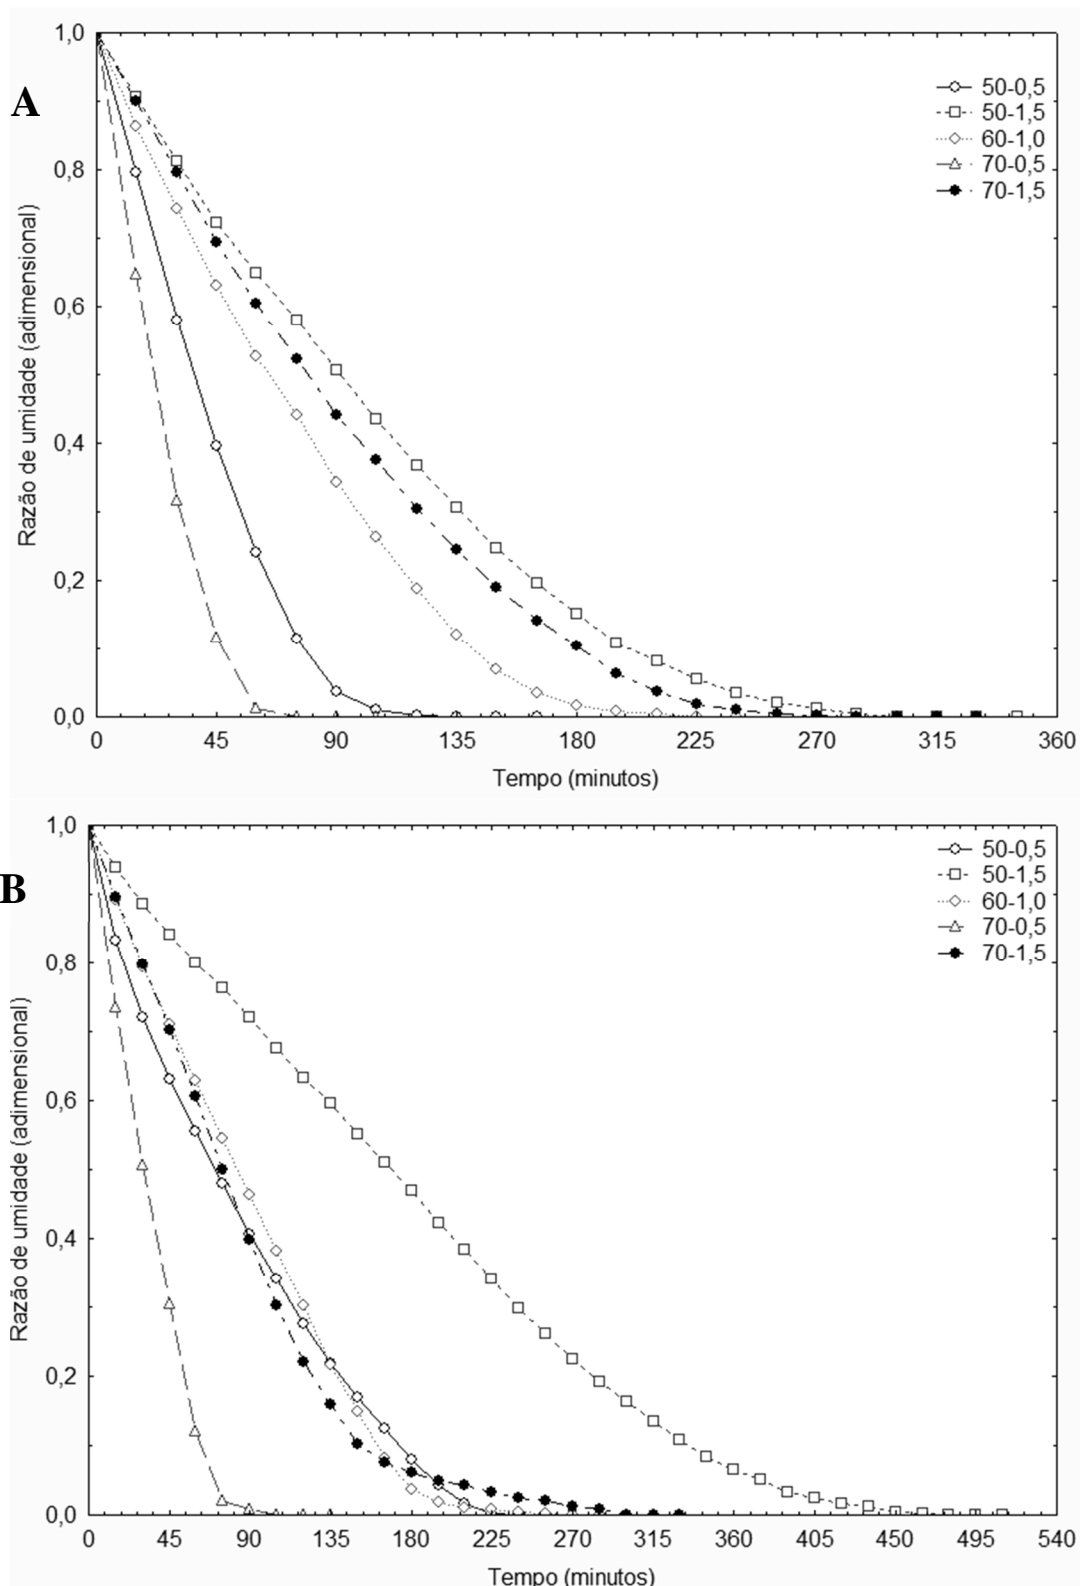 A
1,0
0,8
0,6
0,4
0,2
0,0
Razão de umidade (adimensional)
50-0,5
50-1,5
60-1,0
70-0,5
70-1,5
0 45 90 135 180 225 270 315 360
Tempo (minutos)
B
1,0
0,8
0,6
0,4
0,2
0,0
Razão de umidade (adimensional)
50-0,5
50-1,5
60-1,0
70-0,5
70-1,5
0 45 90 135 180 225 270 315 360 405 450 495 540
Tempo (minutos)